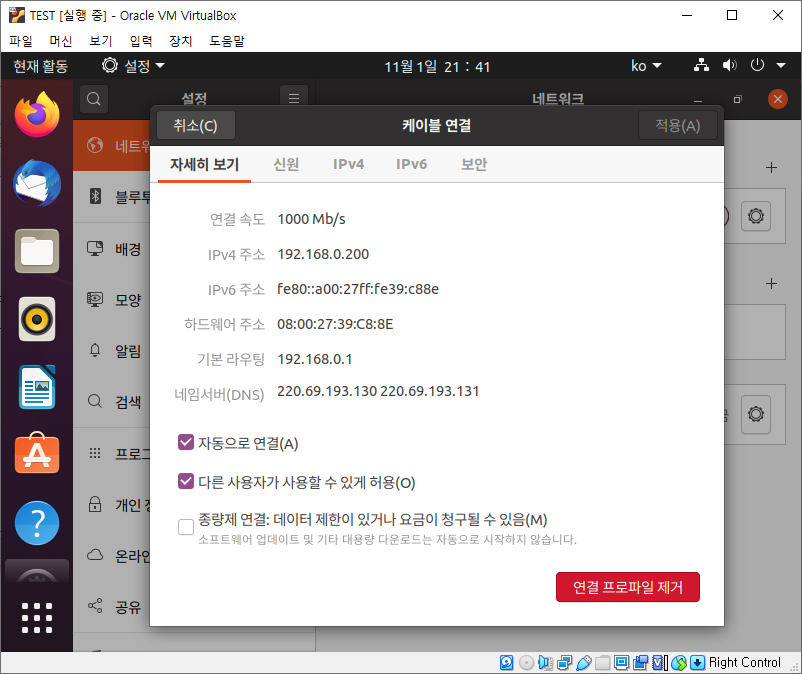 TEST [실행 중] - Oracle VM VirtualBox
파일 머신 보기 입력 장치 도움말
현재 활동 설정 11월 1일 21 : 41 ko
설정 네트워크
취소(C) 케이블 연결 적용(A)
자세히 보기 신원 IPv4 IPv6 보안
연결 속도 1000 Mb/s
IPv4 주소 192.168.0.200
IPv6 주소 fe80::a00:27ff:fe39:c88e
하드웨어 주소 08:00:27:39:C8:8E
기본 라우팅 192.168.0.1
네임서버(DNS) 220.69.193.130 220.69.193.131
자동으로 연결(A)
다른 사용자가 사용할 수 있게 허용(O)
종량제 연결: 데이터 제한이 있거나 요금이 청구될 수 있음(M)
소프트웨어 업데이트 및 기타 대용량 다운로드는 자동으로 시작하지 않습니다.
연결 프로파일 제거
네트워
블루투
배경
모양
알림
검색
프로그
개인 정
온라인
공유
Right Control